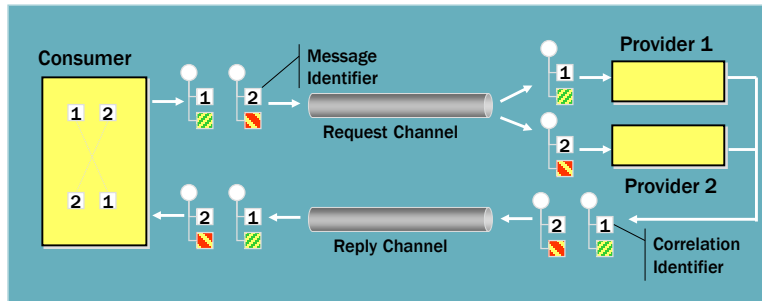 Consumer
Message
Identifier
Provider 1
1
2
1
1 2
Request Channel
2
Provider 2
2 1
2
1
Reply Channel
2
1
Correlation
Identifier